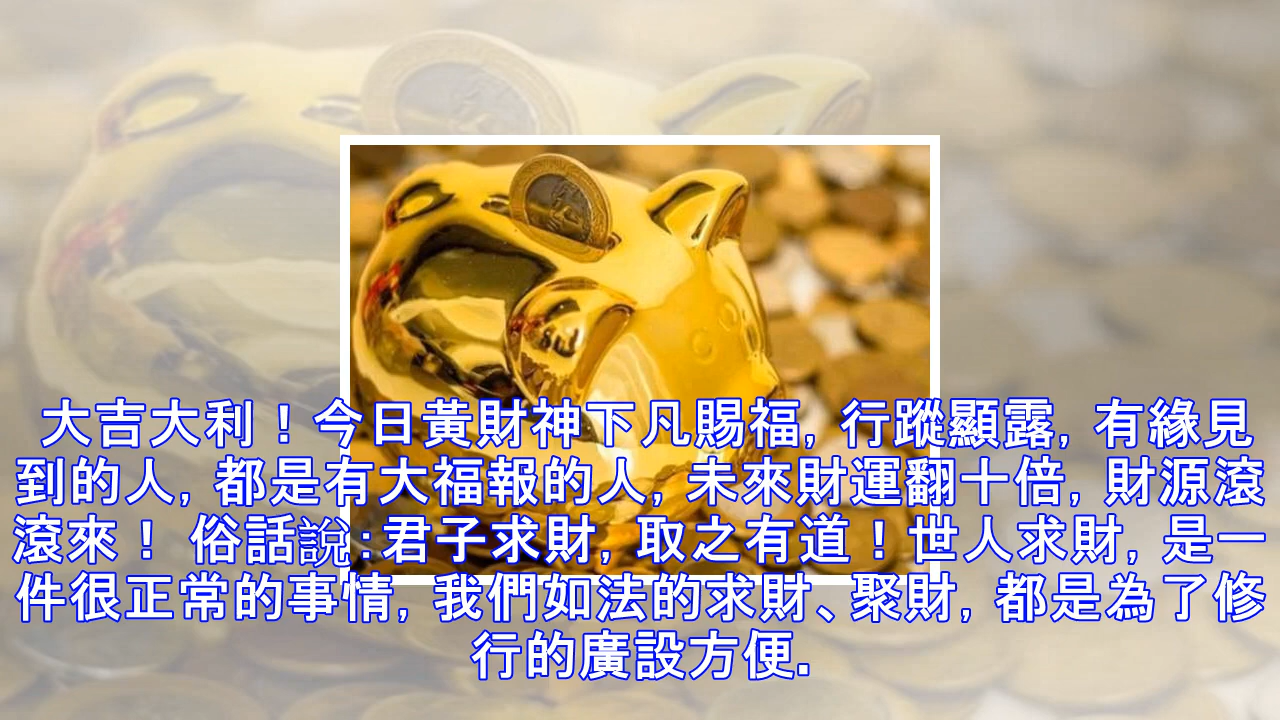 大吉大利！今日黃財神下凡賜福, 行蹤顯露, 有緣見
到的人, 都是有大福報的人, 未來財運翻十倍, 財源滾
滾來！ 俗話說:君子求財, 取之有道！世人求財, 是一
件很正常的事情, 我們如法的求財、聚財, 都是為了修
行的廣設方便.